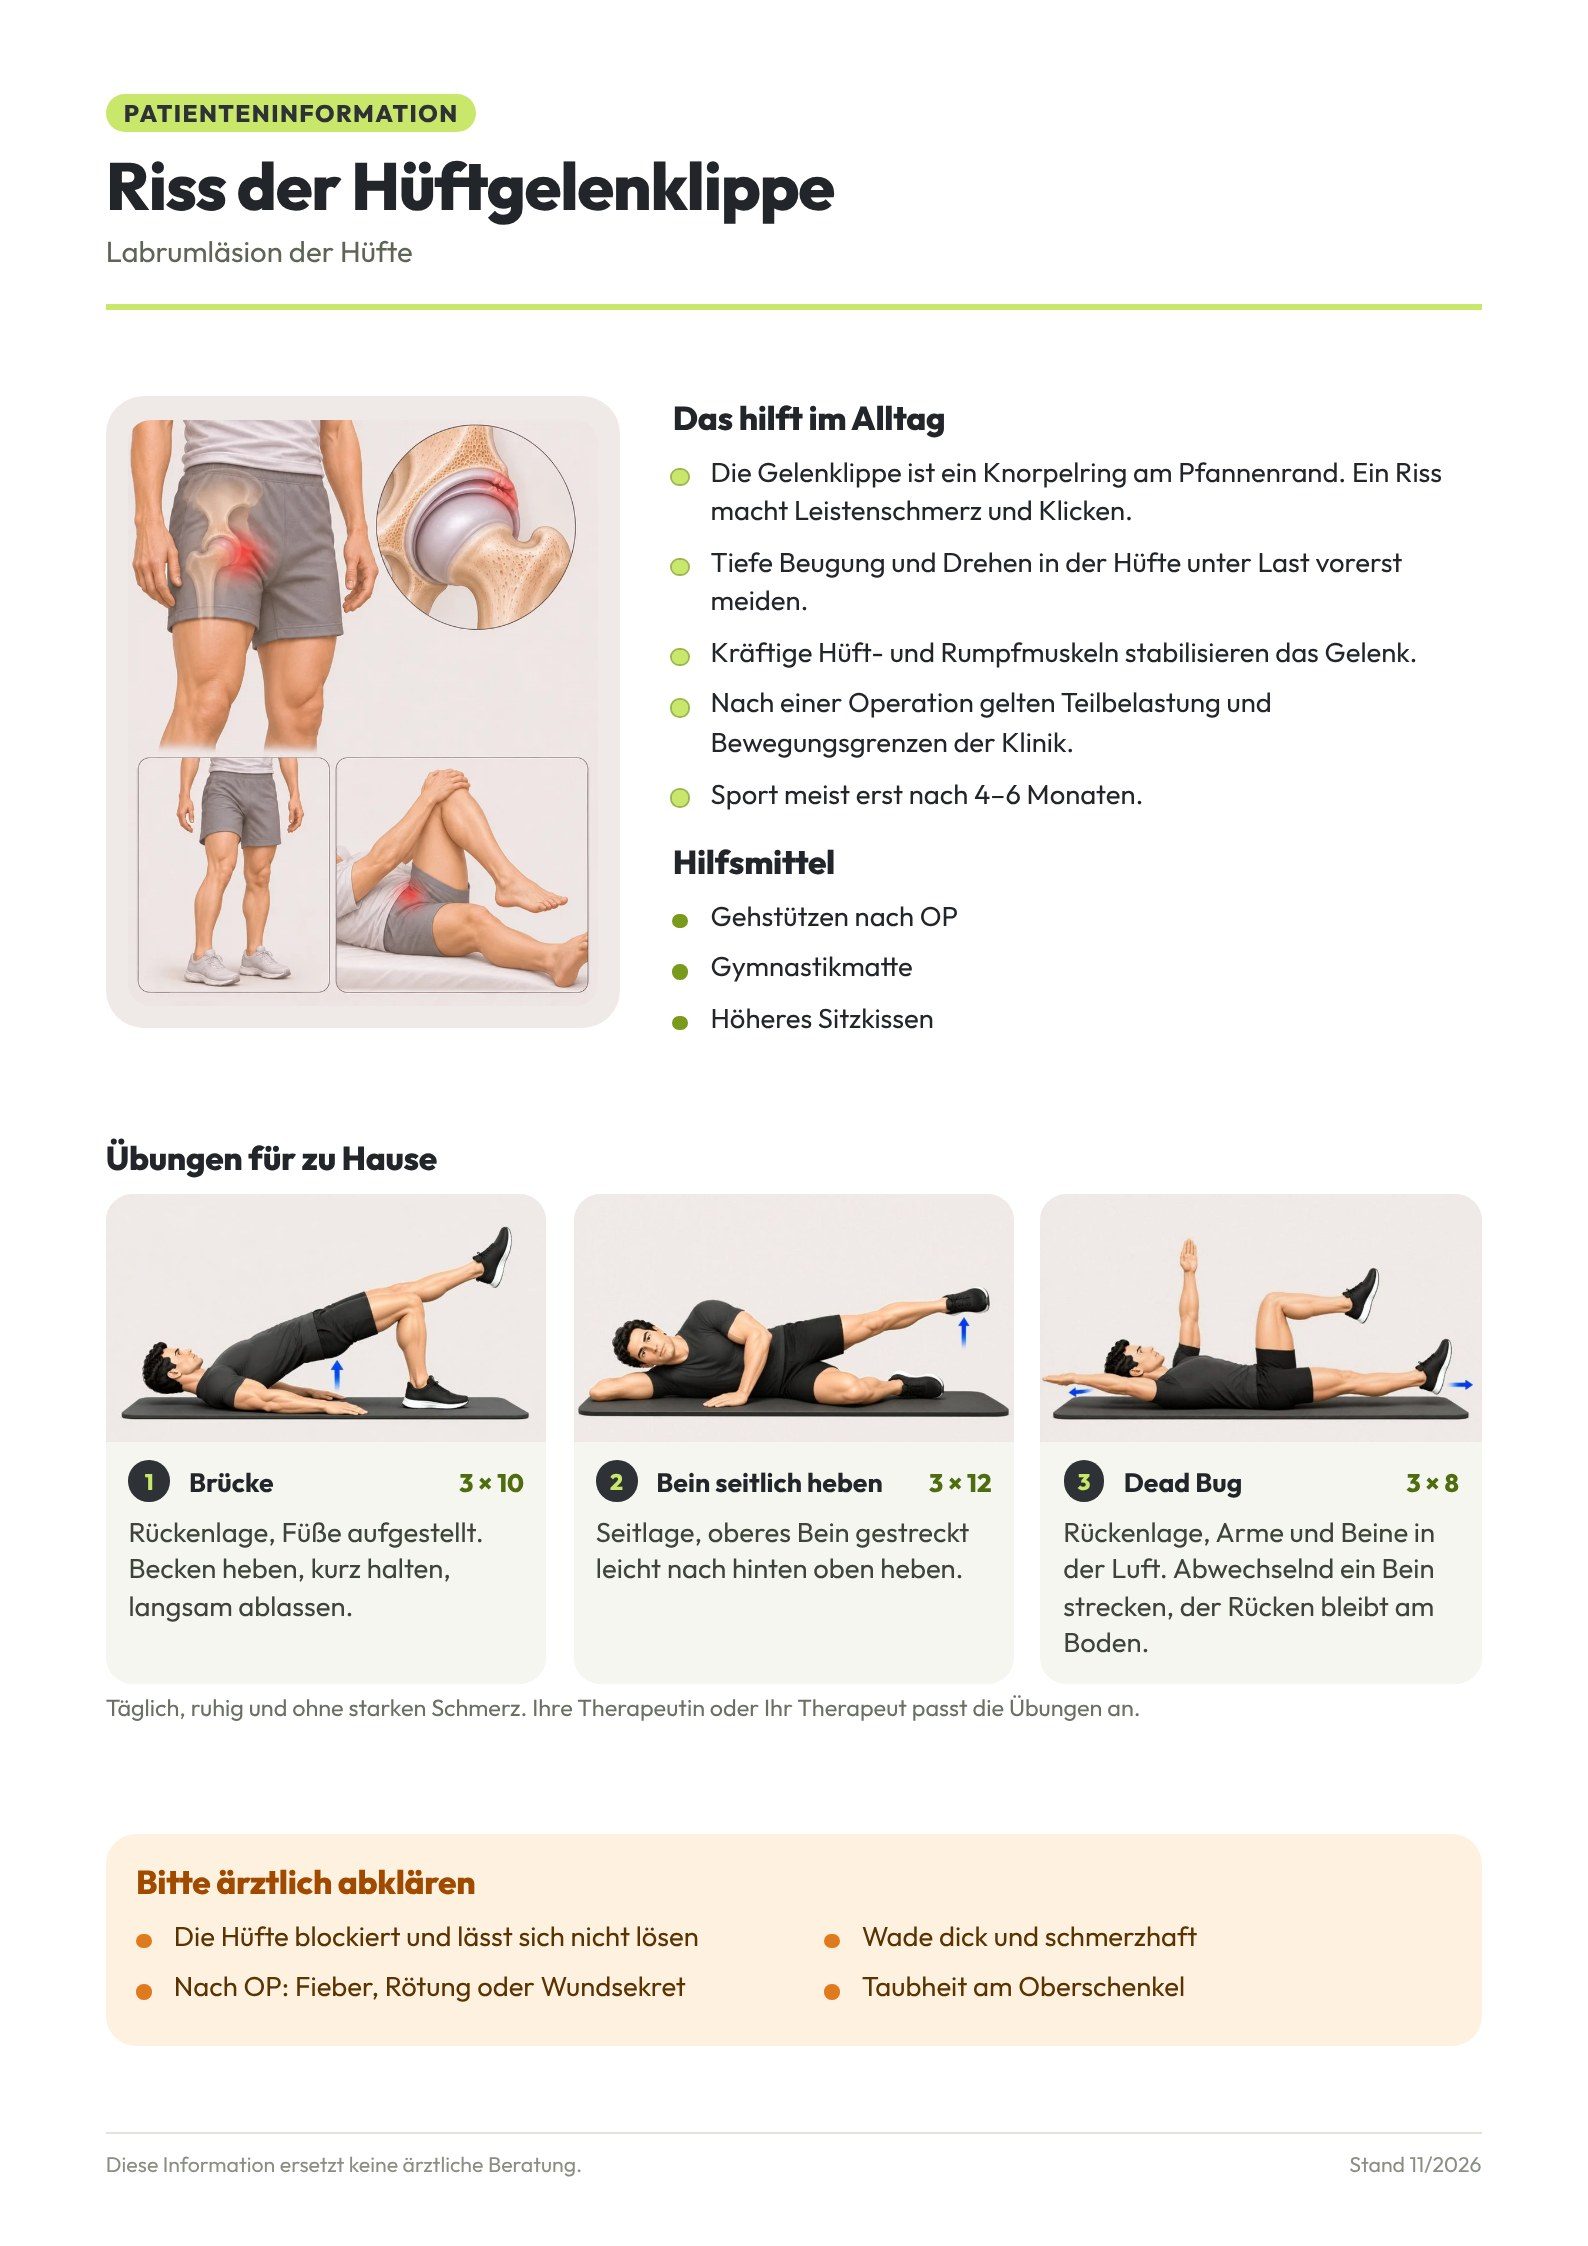 PATIENTENINFORMATION
Riss der Hüftgelenklippe
Labrumläsion der Hüfte
Das hilft im Alltag
Die Gelenklippe ist ein Knorpelring am Pfannenrand. Ein Riss
macht Leistenschmerz und Klicken.
Tiefe Beugung und Drehen in der Hüfte unter Last vorerst
meiden.
Kräftige Hüft- und Rumpfmuskeln stabilisieren das Gelenk.
Nach einer Operation gelten Teilbelastung und
Bewegungsgrenzen der Klinik.
Sport meist erst nach 4–6 Monaten.
Hilfsmittel
Gehstützen nach OP
Gymnastikmatte
Höheres Sitzkissen
Übungen für zu Hause
1 Brücke 3 × 10
Rückenlage, Füße aufgestellt.
Becken heben, kurz halten,
langsam ablassen.
2 Bein seitlich heben 3 × 12
Seitlage, oberes Bein gestreckt
leicht nach hinten oben heben.
3 Dead Bug 3 × 8
Rückenlage, Arme und Beine in
der Luft. Abwechselnd ein Bein
strecken, der Rücken bleibt am
Boden.
Täglich, ruhig und ohne starken Schmerz. Ihre Therapeutin oder Ihr Therapeut passt die Übungen an.
Bitte ärztlich abklären
Die Hüfte blockiert und lässt sich nicht lösen
Nach OP: Fieber, Rötung oder Wundsekret
Wade dick und schmerzhaft
Taubheit am Oberschenkel
Diese Information ersetzt keine ärztliche Beratung.
Stand 11/2026